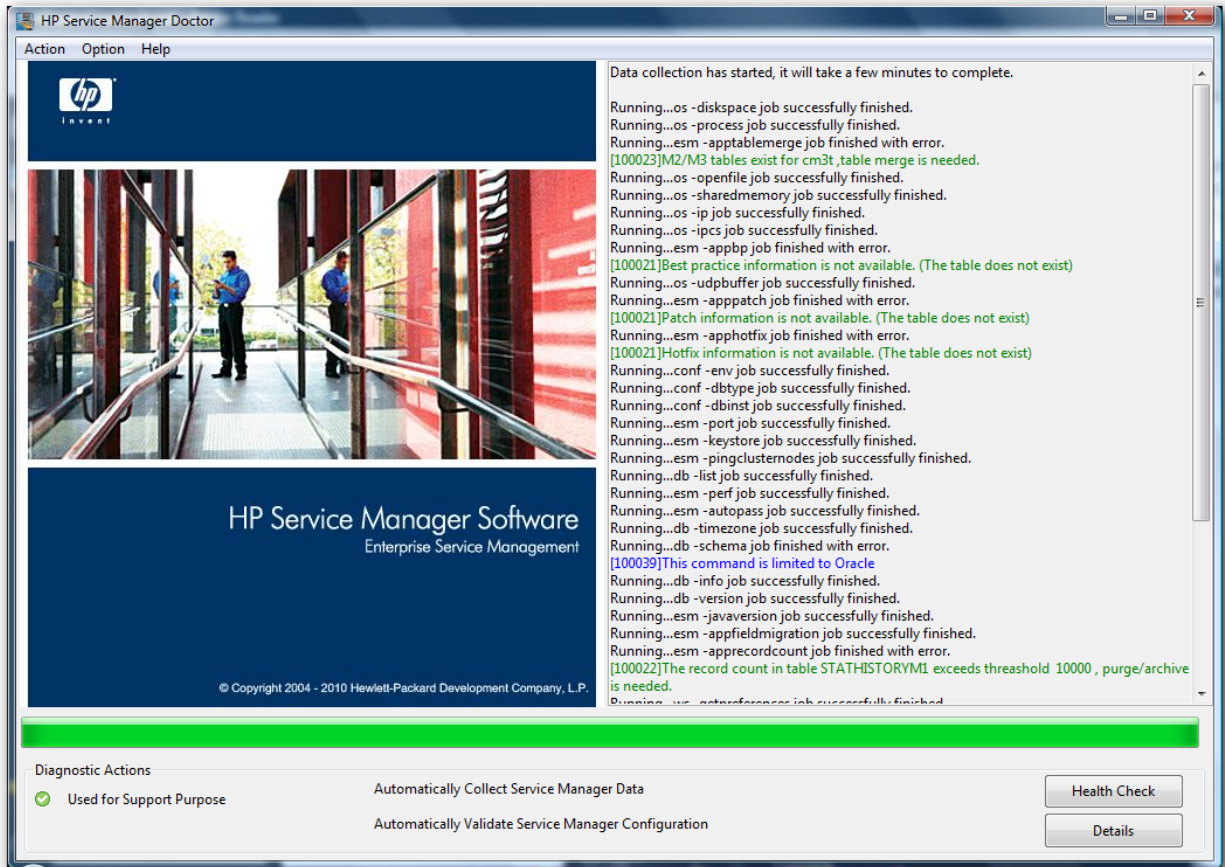 HP Service Manager Doctor
Action Option Help
hp
invent
HP Service Manager Software
Enterprise Service Management
© Copyright 2004 - 2010 Hewlett-Packard Development Company, L.P.
Data collection has started, it will take a few minutes to complete.
Running...os -diskspace job successfully finished.
Running...os -process job successfully finished.
Running...esm -apptablemerge job finished with error.
[100023]M2/M3 tables exist for cm3t ,table merge is needed.
Running...os -openfile job successfully finished.
Running...os -sharedmemory job successfully finished.
Running...os -ip job successfully finished.
Running...os -ipcs job successfully finished.
Running...esm -appbp job finished with error.
[100021]Best practice information is not available. (The table does not exist)
Running...os -udpbuffer job successfully finished.
Running...esm -apppatch job finished with error.
[100021]Patch information is not available. (The table does not exist)
Running...esm -apphotfix job finished with error.
[100021]Hotfix information is not available. (The table does not exist)
Running...conf -env job successfully finished.
Running...conf -dbtype job successfully finished.
Running...conf -dbinst job successfully finished.
Running...esm -port job successfully finished.
Running...esm -keystore job successfully finished.
Running...esm -pingclusternodes job successfully finished.
Running...db -list job successfully finished.
Running...esm -perf job successfully finished.
Running...esm -autopass job successfully finished.
Running...db -timezone job successfully finished.
Running...db -schema job finished with error.
[100039]This command is limited to Oracle
Running...db -info job successfully finished.
Running...db -version job successfully finished.
Running...esm -javaversion job successfully finished.
Running...esm -appfieldmigration job successfully finished.
Running...esm -apprecordcount job finished with error.
[100022]The record count in table STATHISTORYM1 exceeds threashold 10000 , purge/archive
is needed.
Running...ws -getpreferences job successfully finished.
Diagnostic Actions
Used for Support Purpose
Automatically Collect Service Manager Data
Automatically Validate Service Manager Configuration
Health Check
Details